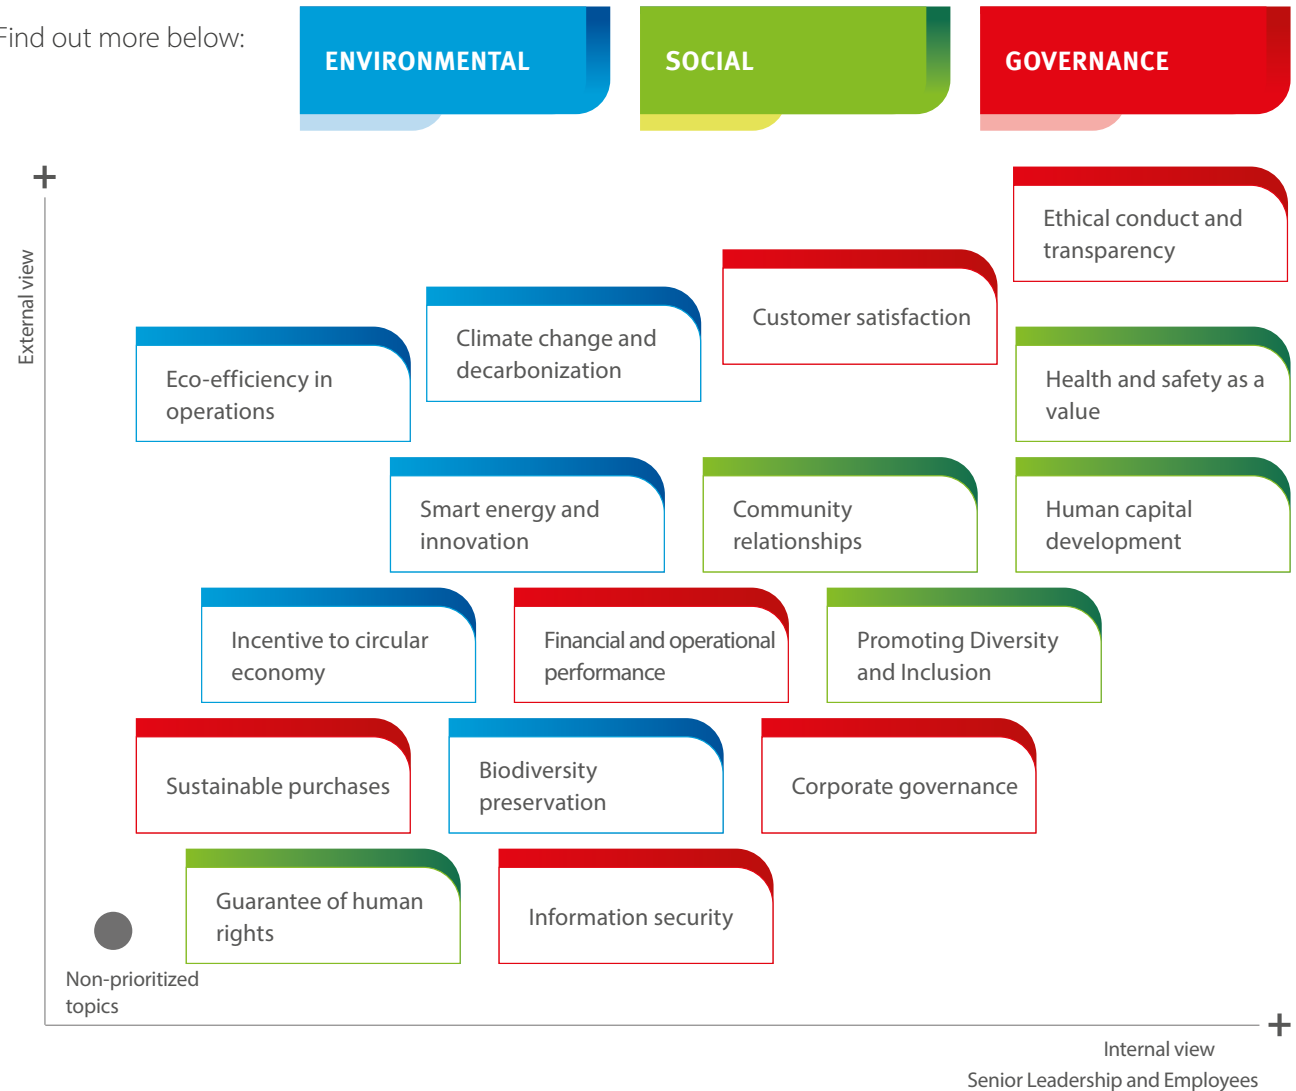 Find out more below:
ENVIRONMENTAL
SOCIAL
GOVERNANCE
+
External view
Ethical conduct and
transparency
Customer satisfaction
Climate change and
decarbonization
Eco-efficiency in
operations
Health and safety as a
value
Smart energy and
innovation
Community
relationships
Human capital
development
Incentive to circular
economy
Financial and operational
performance
Promoting Diversity
and Inclusion
Sustainable purchases
Biodiversity
preservation
Corporate governance
Guarantee of human
rights
Information security
Non-prioritized
topics
+
Internal view
Senior Leadership and Employees